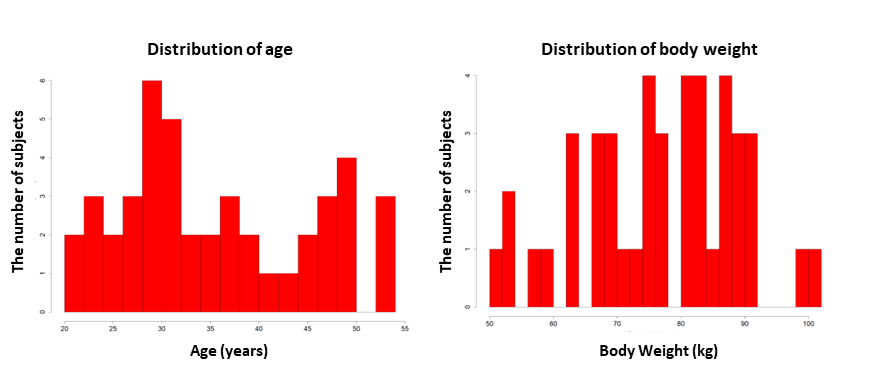 Distribution of age
The number of subjects
6
5
4
3
2
1
0
20 25 30 35 40 45 50 55
Age (years)
Distribution of body weight
The number of subjects
4
3
2
1
0
50 60 70 80 90 100
Body Weight (kg)